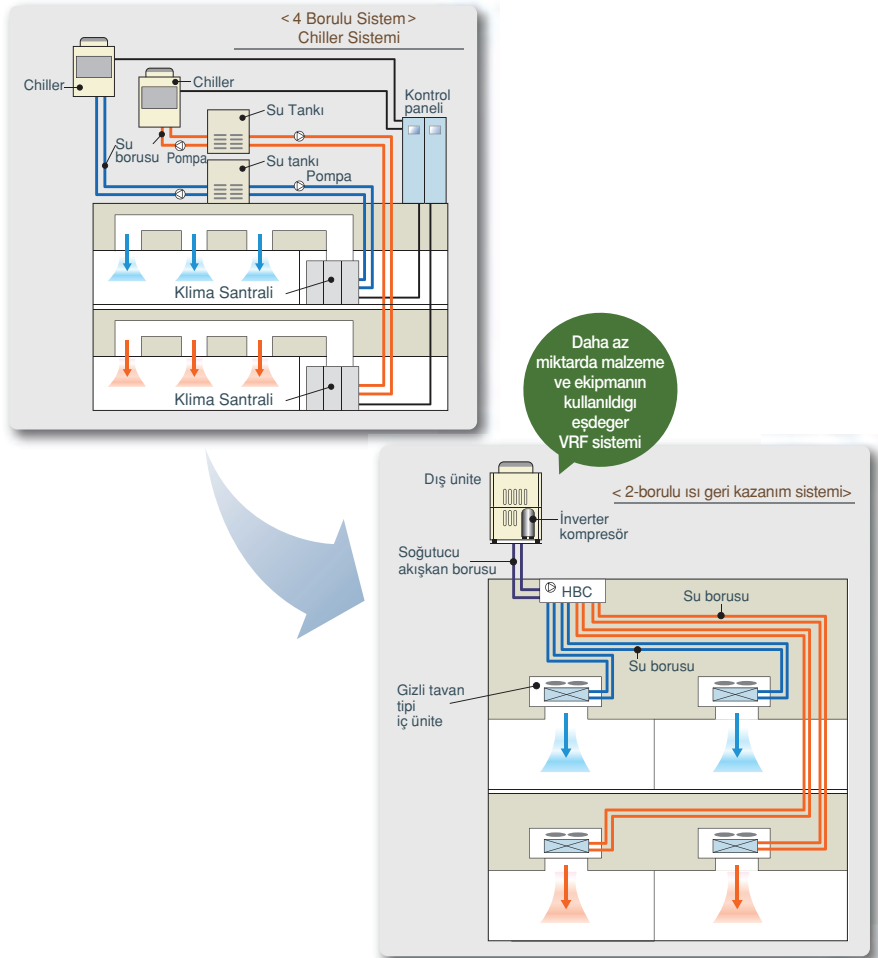 < 4 Borulu Sistem>
Chiller Sistemi
Chiller
Chiller
Kontrol
paneli
Su Tankı
Su
borusu
Pompa
Su tankı
Pompa
Klima Santrali
Klima Santrali
Daha az
miktarda malzeme
ve ekipmanın
kullanıldıgı
eşdeger
VRF sistemi
Dış ünite
< 2-borulu ısı geri kazanım sistemi>
İnverter
kompresör
Soğutucu
akışkan borusu
HBC
Su borusu
Su borusu
Gizli tavan
tipi
iç ünite